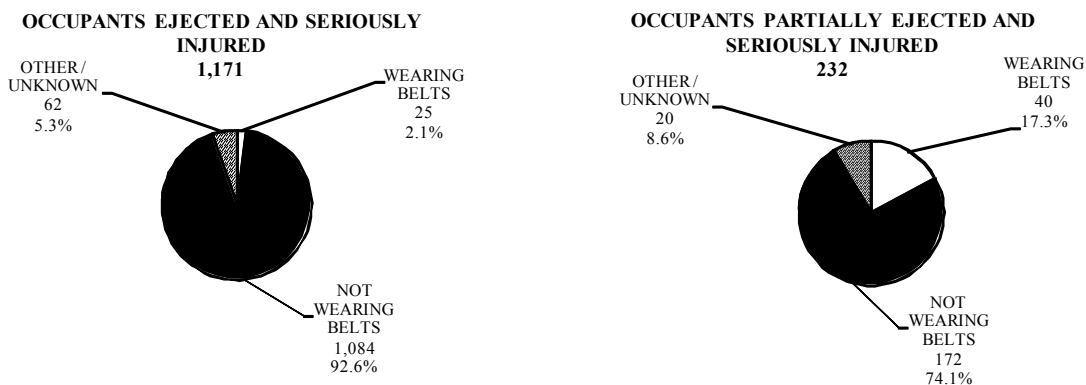 OCCUPANTS EJECTED AND SERIOUSLY
INJURED
1,171
OTHER/
UNKNOWN
62
5.3%
WEARING
BELTS
25
2.1%
NOT
WEARING
BELTS
1,084
92.6%
OCCUPANTS PARTIALLY EJECTED AND
SERIOUSLY INJURED
232
OTHER/
UNKNOWN
20
8.6%
WEARING
BELTS
40
17.3%
NOT
WEARING
BELTS
172
74.1%